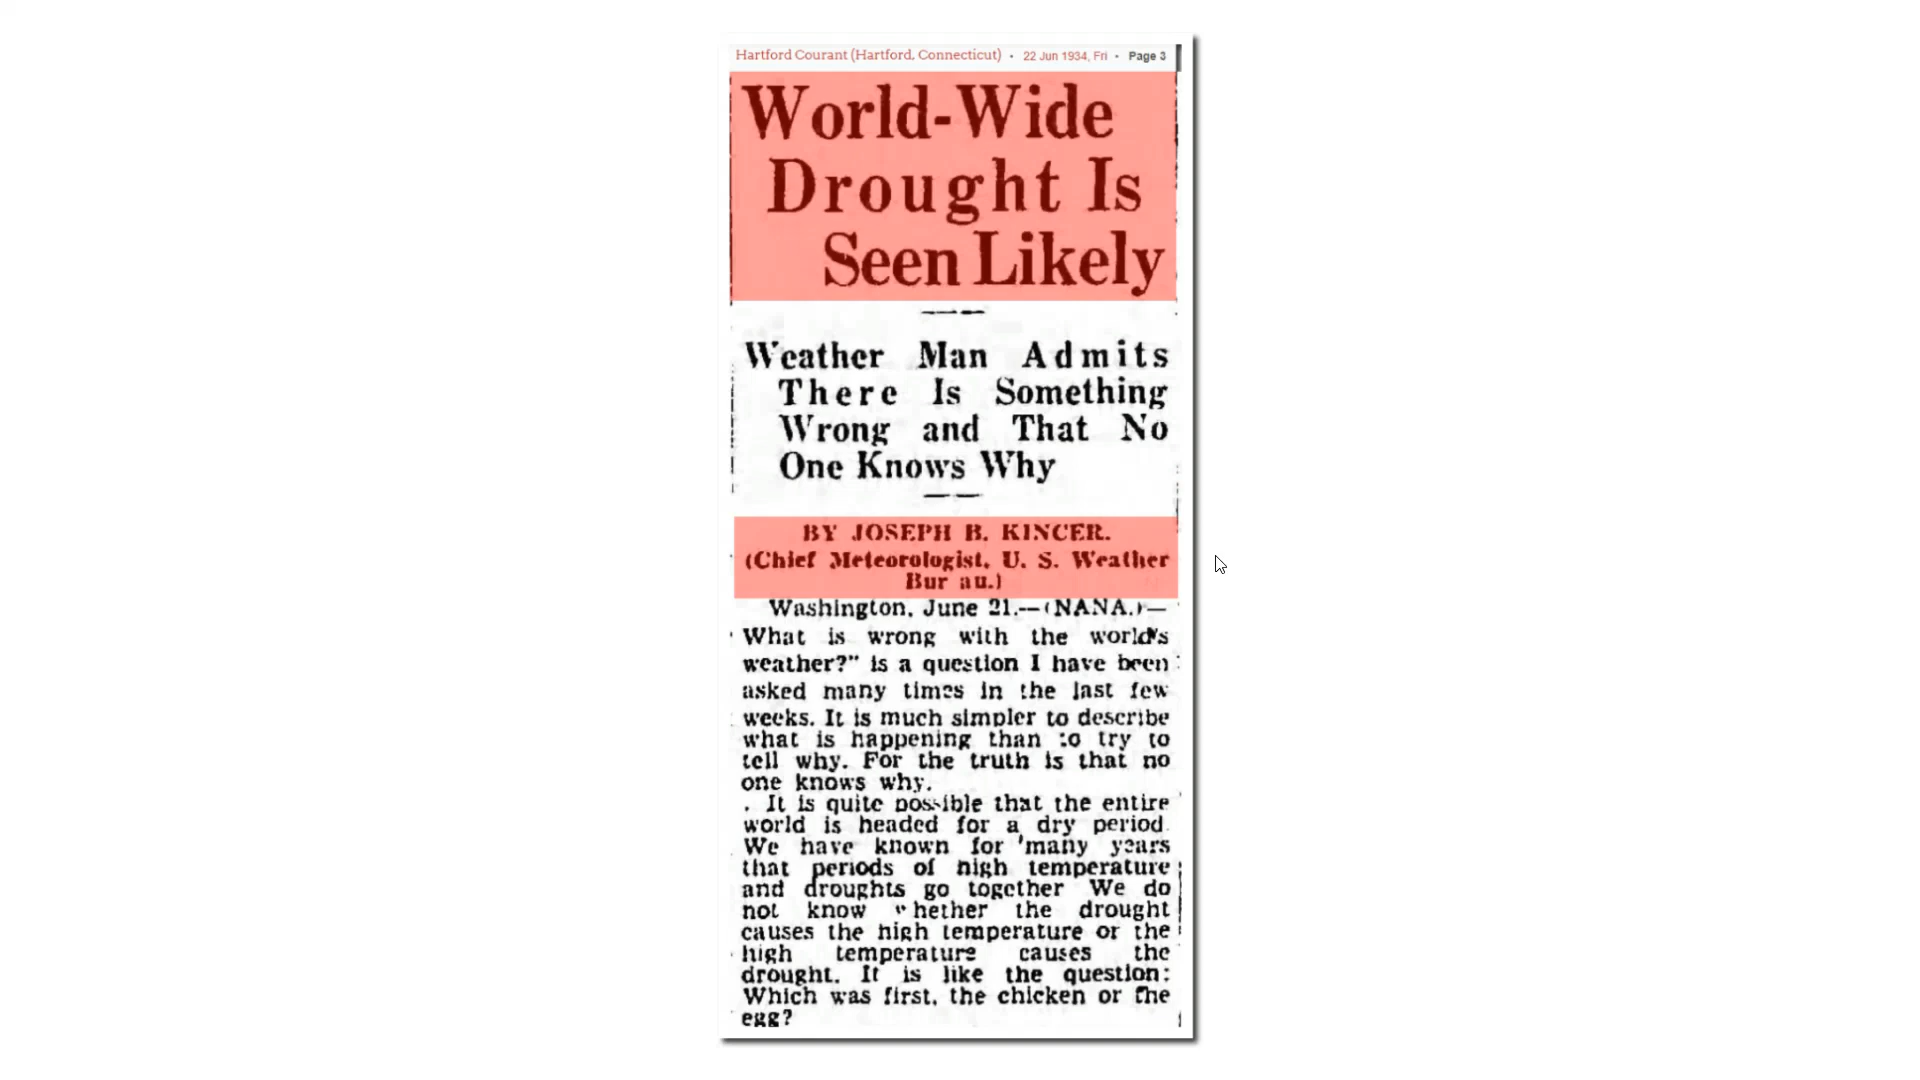 Hartford Courant (Hartford, Connecticut) • 22 Jun 1934, Fri • Page 3
World-Wide
Drought Is
Seen Likely
Weather Man Admits
There Is Something
Wrong and That No
One Knows Why
BY JOSEPH B. KINCER.
(Chief Meteorologist, U. S. Weather
Bur au.)
Washington, June 21.—(NANA.)—
What is wrong with the world's
weather?" is a question I have been
asked many times in the last few
weeks. It is much simpler to describe
what is happening than to try to
tell why. For the truth is that no
one knows why.
It is quite possible that the entire
world is headed for a dry period.
We have known for many years
that periods of high temperature
and droughts go together We do
not know whether the drought
causes the high temperature or the
high temperature causes the
drought. It is like the question:
Which was first, the chicken or the
egg?